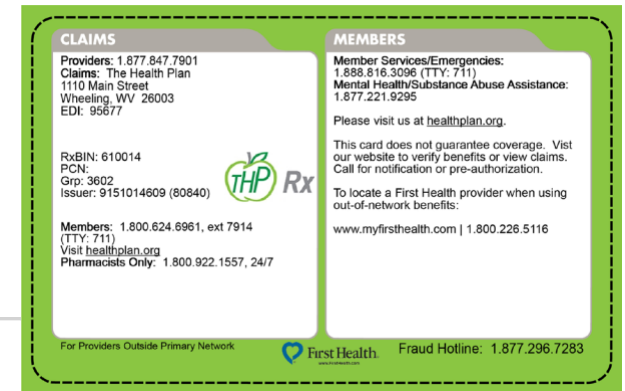 CLAIMS
Providers: 1.877.847.7901
Claims: The Health Plan
1110 Main Street
Wheeling, WV 26003
EDI: 95677
RxBIN: 610014
PCN:
Grp: 3602
Issuer: 9151014609 (80840)
THP Rx
Members: 1.800.624.6961, ext 7914
(TTY: 711)
Visit healthplan.org
Pharmacists Only: 1.800.922.1557, 24/7
MEMBERS
Member Services/Emergencies:
1.888.816.3096 (TTY: 711)
Mental Health/Substance Abuse Assistance:
1.877.221.9295
Please visit us at healthplan.org.
This card does not guarantee coverage. Vist
our website to verify benefits or view claims.
Call for notification or pre-authorization.
To locate a First Health provider when using
out-of-network benefits:
www.myfirsthealth.com | 1.800.226.5116
For Providers Outside Primary Network
First Health.
www.firsthealth.com
Fraud Hotline: 1.877.296.7283